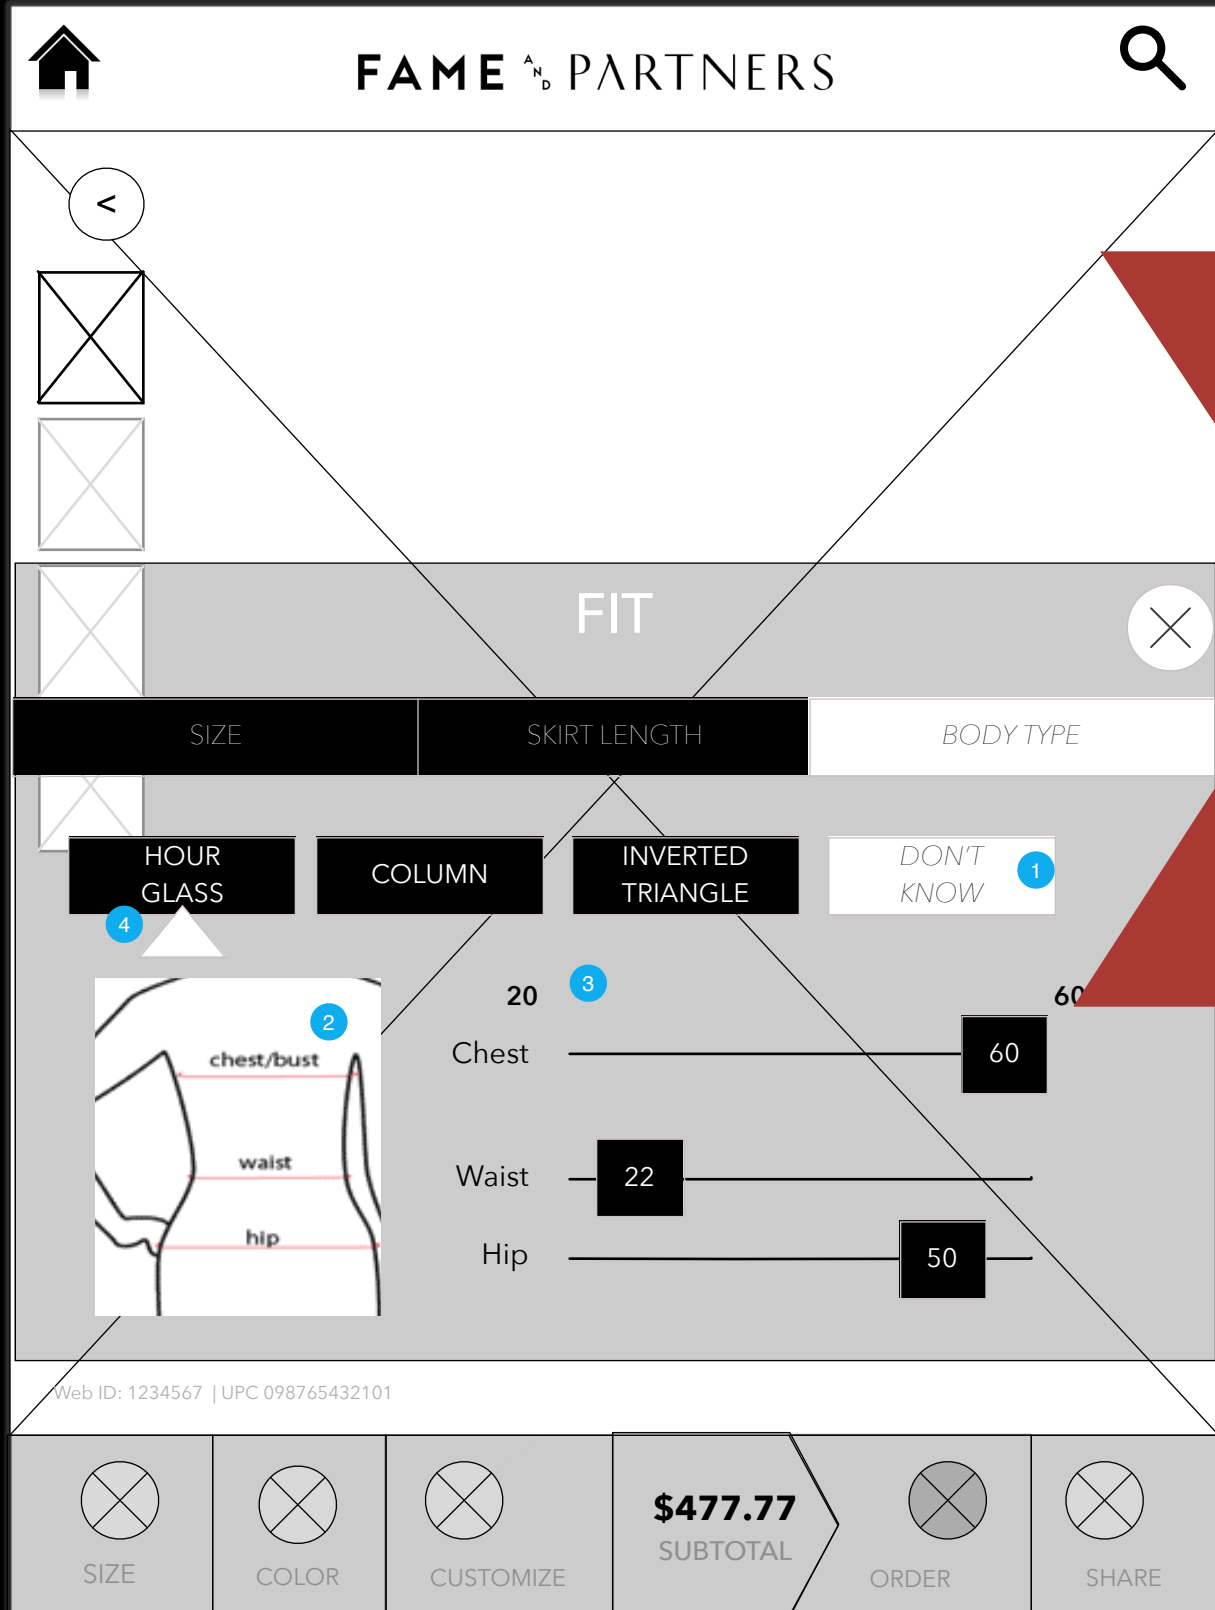 FAME AND PARTNERS
<
FIT
SIZE
SKIRT LENGTH
BODY TYPE
HOUR
GLASS
COLUMN
INVERTED
TRIANGLE
DON'T
KNOW
1
4
2
chest/bust
waist
hip
20
3
60
Chest
60
Waist
22
Hip
50
Web ID: 1234567 | UPC 098765432101
SIZE
COLOR
CUSTOMIZE
$477.77
SUBTOTAL
ORDER
SHARE